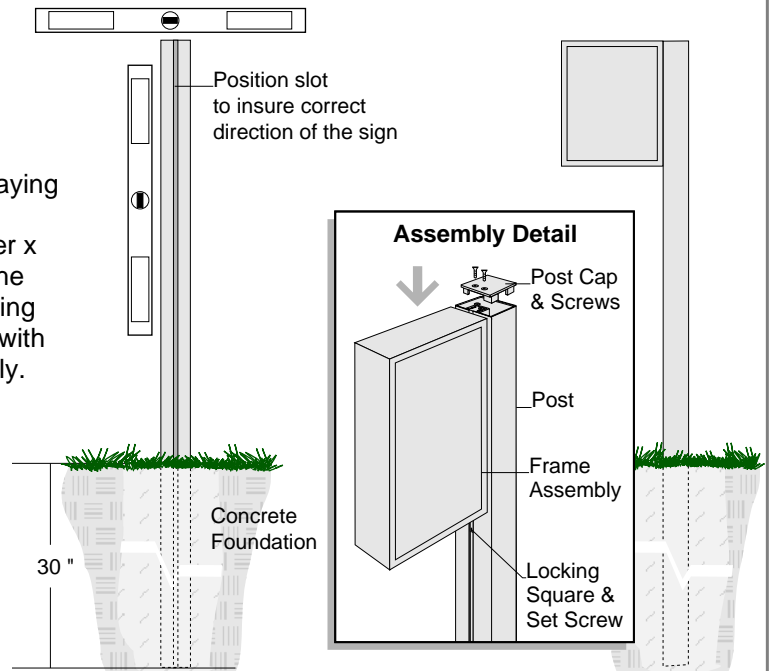 Position slot
to insure correct
direction of the sign
aying
er x
ing
with
ly.
Concrete
Foundation
30 "
Assembly Detail
Post Cap
& Screws
Post
Frame
Assembly
Locking
Square &
Set Screw